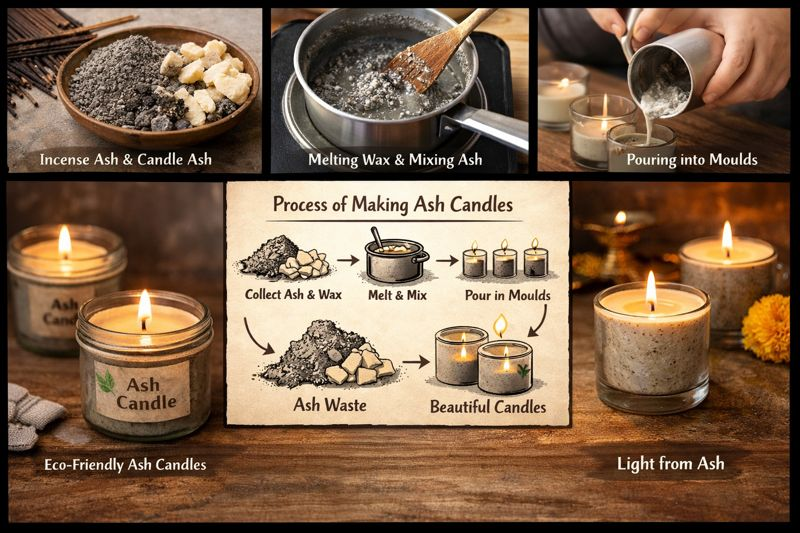 Incense Ash & Candle Ash
Melting Wax & Mixing Ash
Pouring into Moulds
Process of Making Ash Candles
Collect Ash & Wax
Melt & Mix
Pour in Moulds
Ash Waste
Beautiful Candles
Ash
Candle
Ash
Candle
Eco-Friendly Ash Candles
Light from Ash